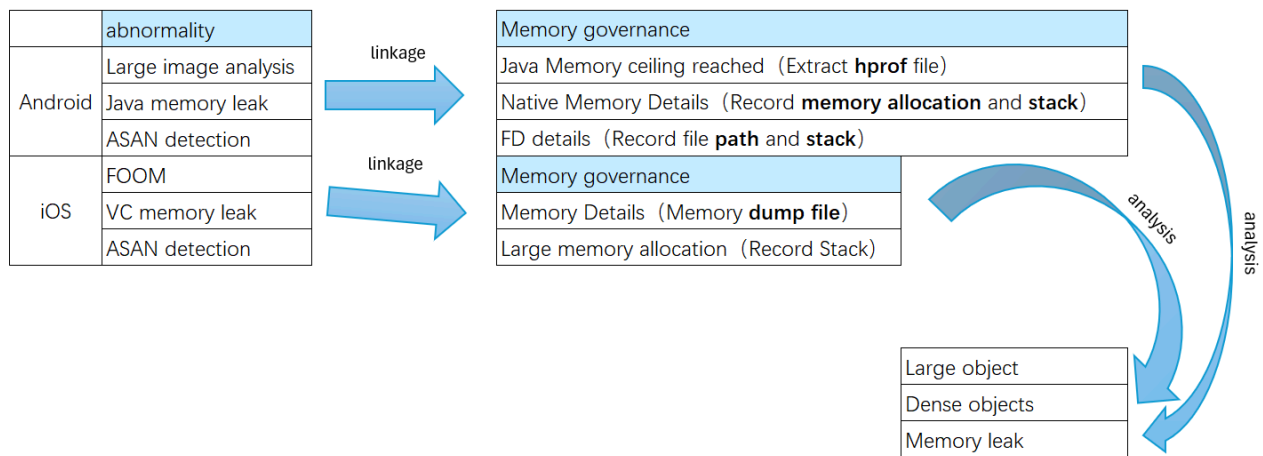 abnormality
Android
Large image analysis
Java memory leak
ASAN detection
iOS
FOOM
VC memory leak
ASAN detection
linkage
linkage
Memory governance
Java Memory ceiling reached（Extract hprof file）
Native Memory Details（Record memory allocation and stack）
FD details（Record file path and stack）
Memory governance
Memory Details（Memory dump file）
Large memory allocation（Record Stack）
analysis
analysis
Large object
Dense objects
Memory leak